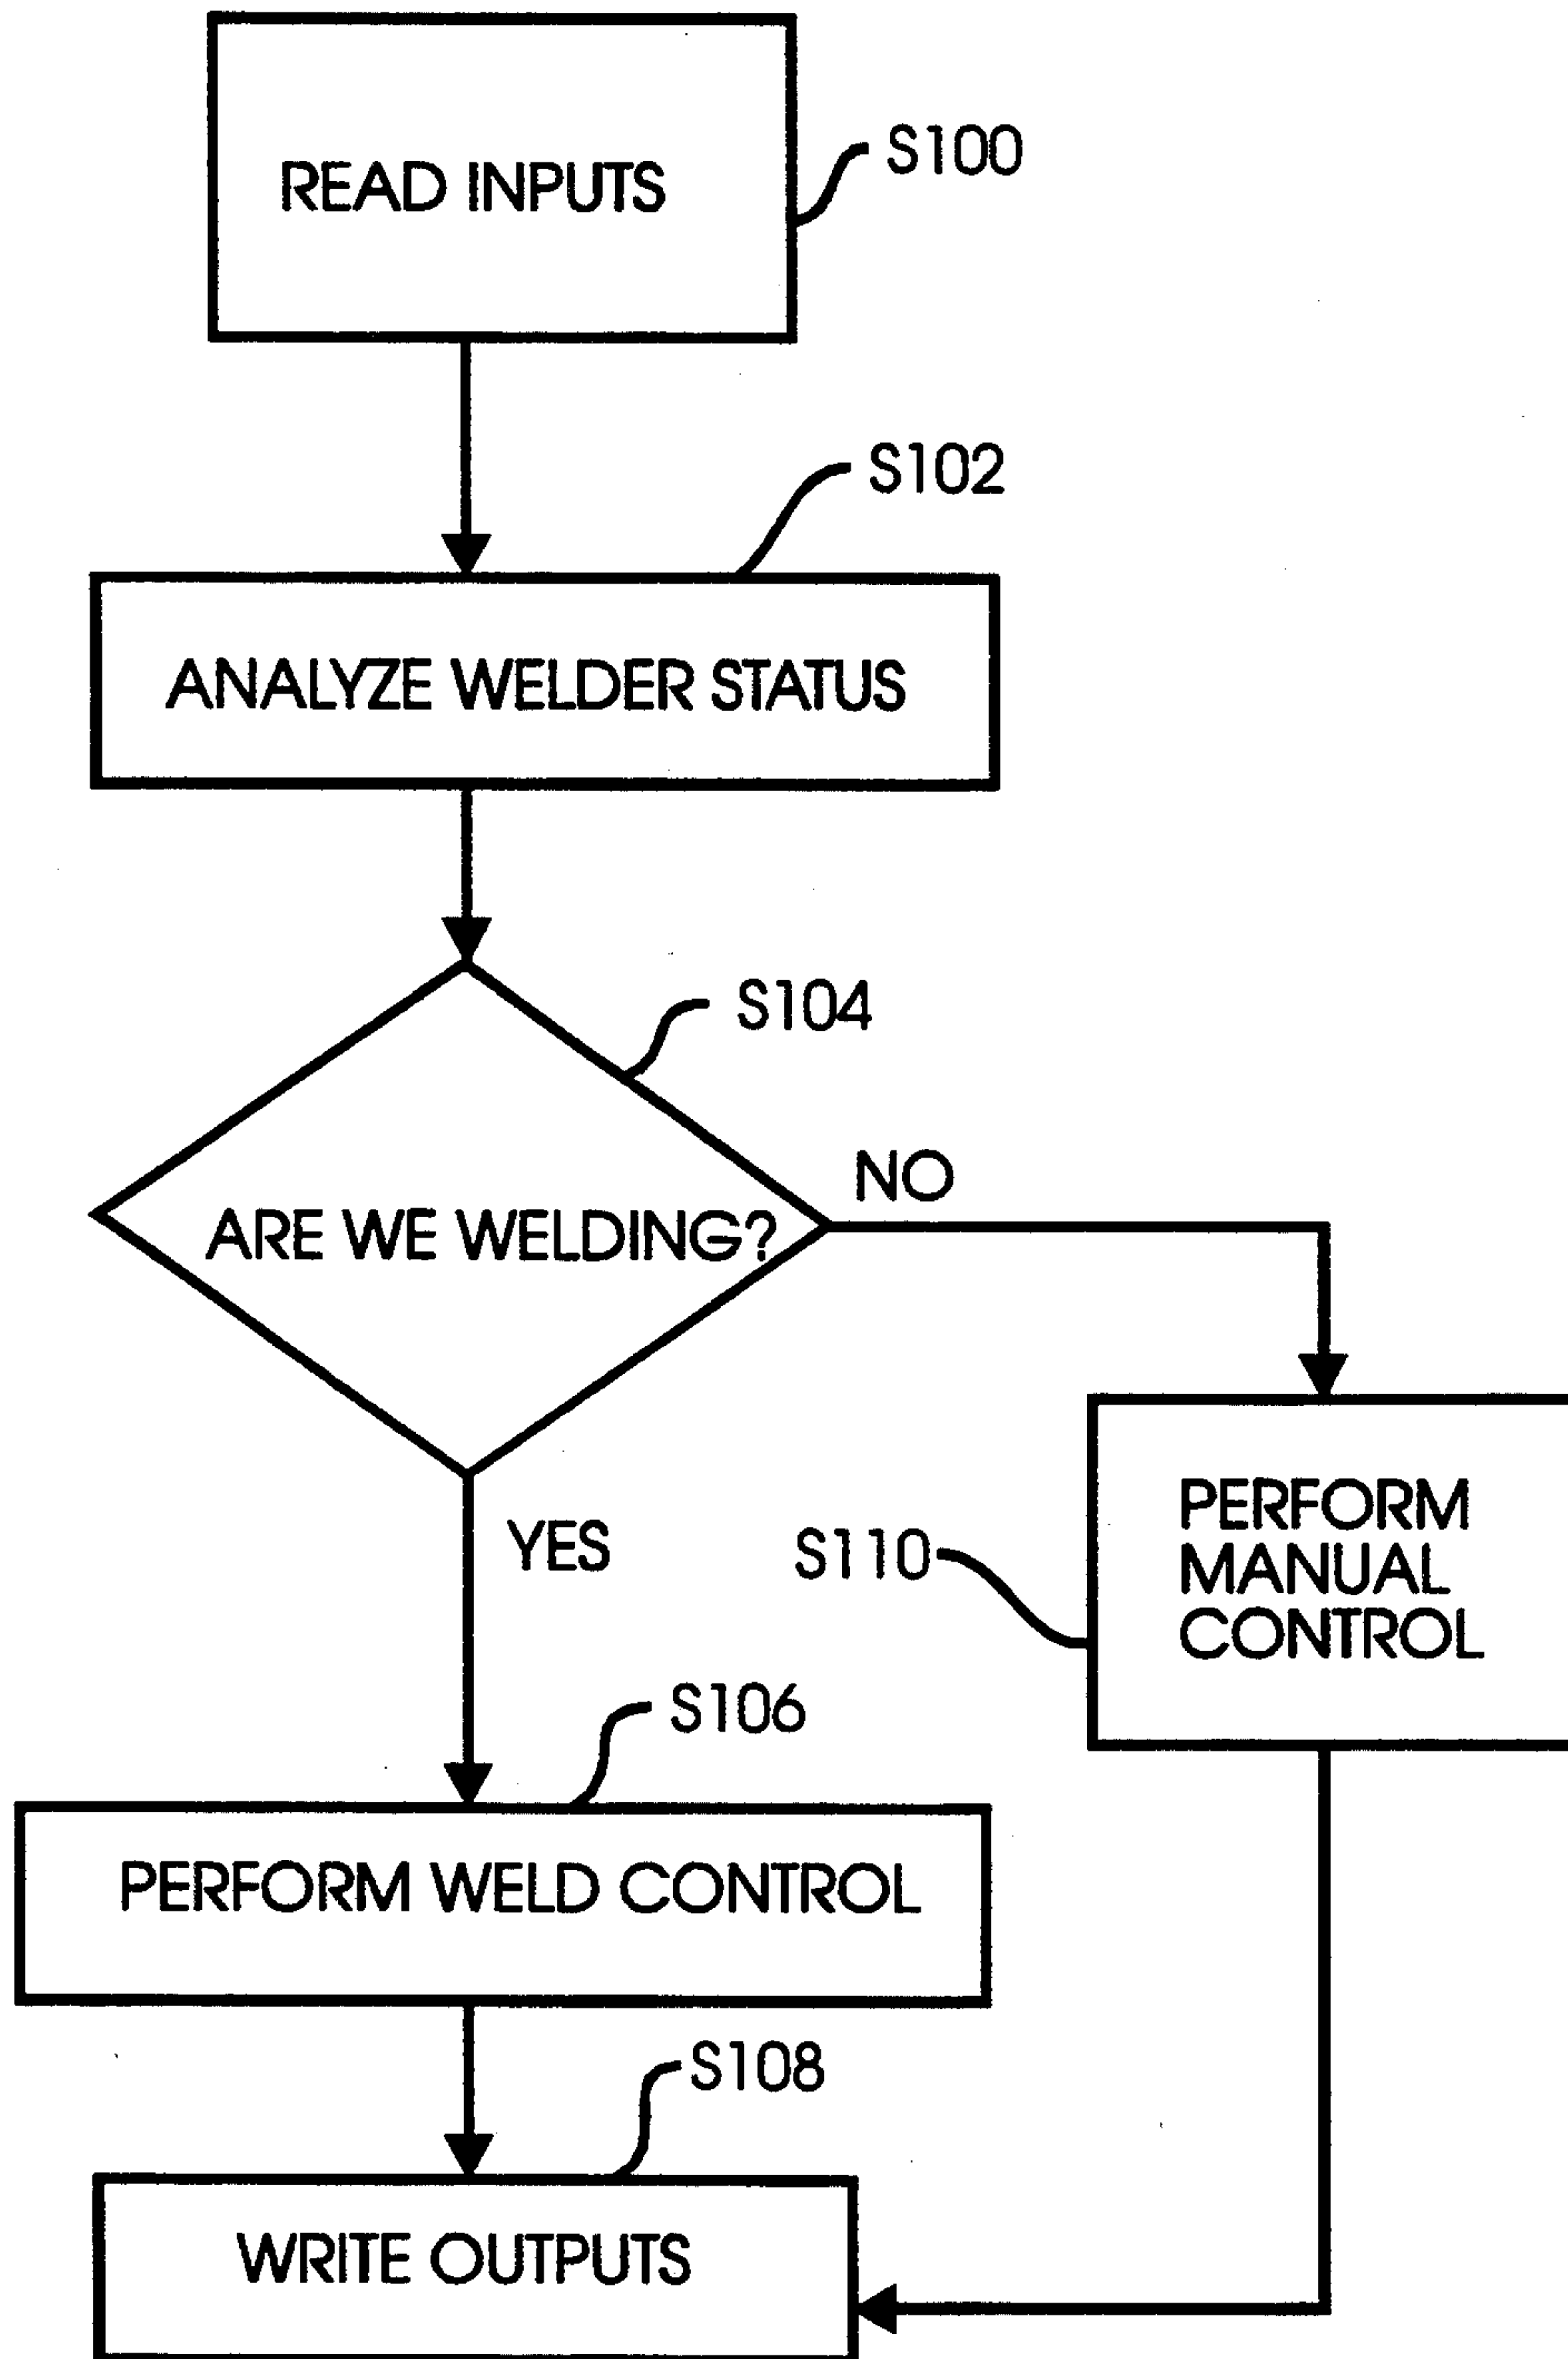 READ INPUTS
S100
S102
ANALYZE WELDER STATUS
S104
ARE WE WELDING?
NO
YES
S110
PERFORM
MANUAL
CONTROL
S106
PERFORM WELD CONTROL
S108
WRITE OUTPUTS